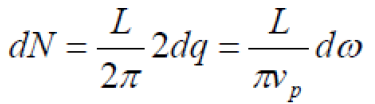 dN = \frac{L}{2\pi} 2dq = \frac{L}{\pi v_p} d\omega